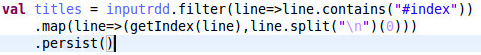 val titles = inputrdd.filter(line=>line.contains("#index"))
.map(line=>(getIndex(line),line.split("\n")(0)))
.persist()